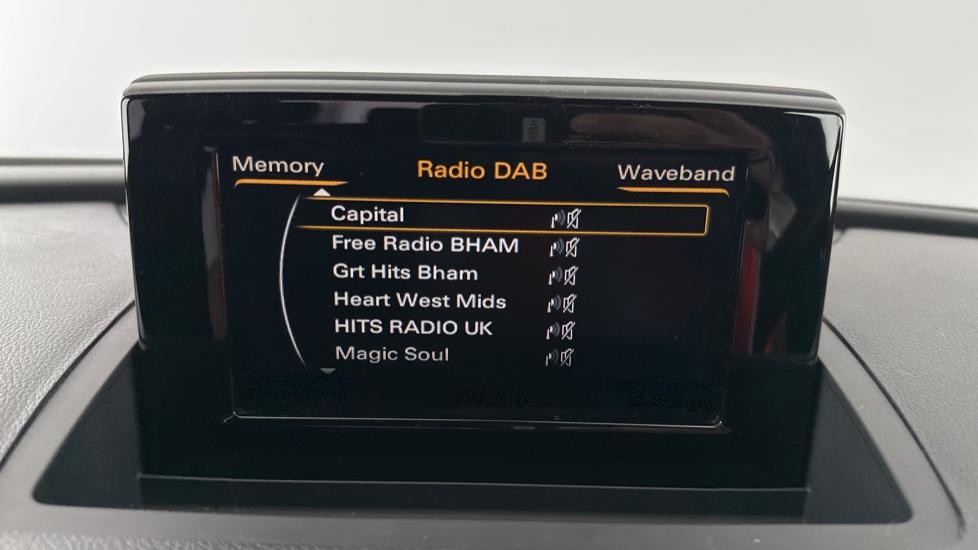 Memory Radio DAB Waveband
Capital
Free Radio BHAM
Grt Hits Bham
Heart West Mids
HITS RADIO UK
Magic Soul